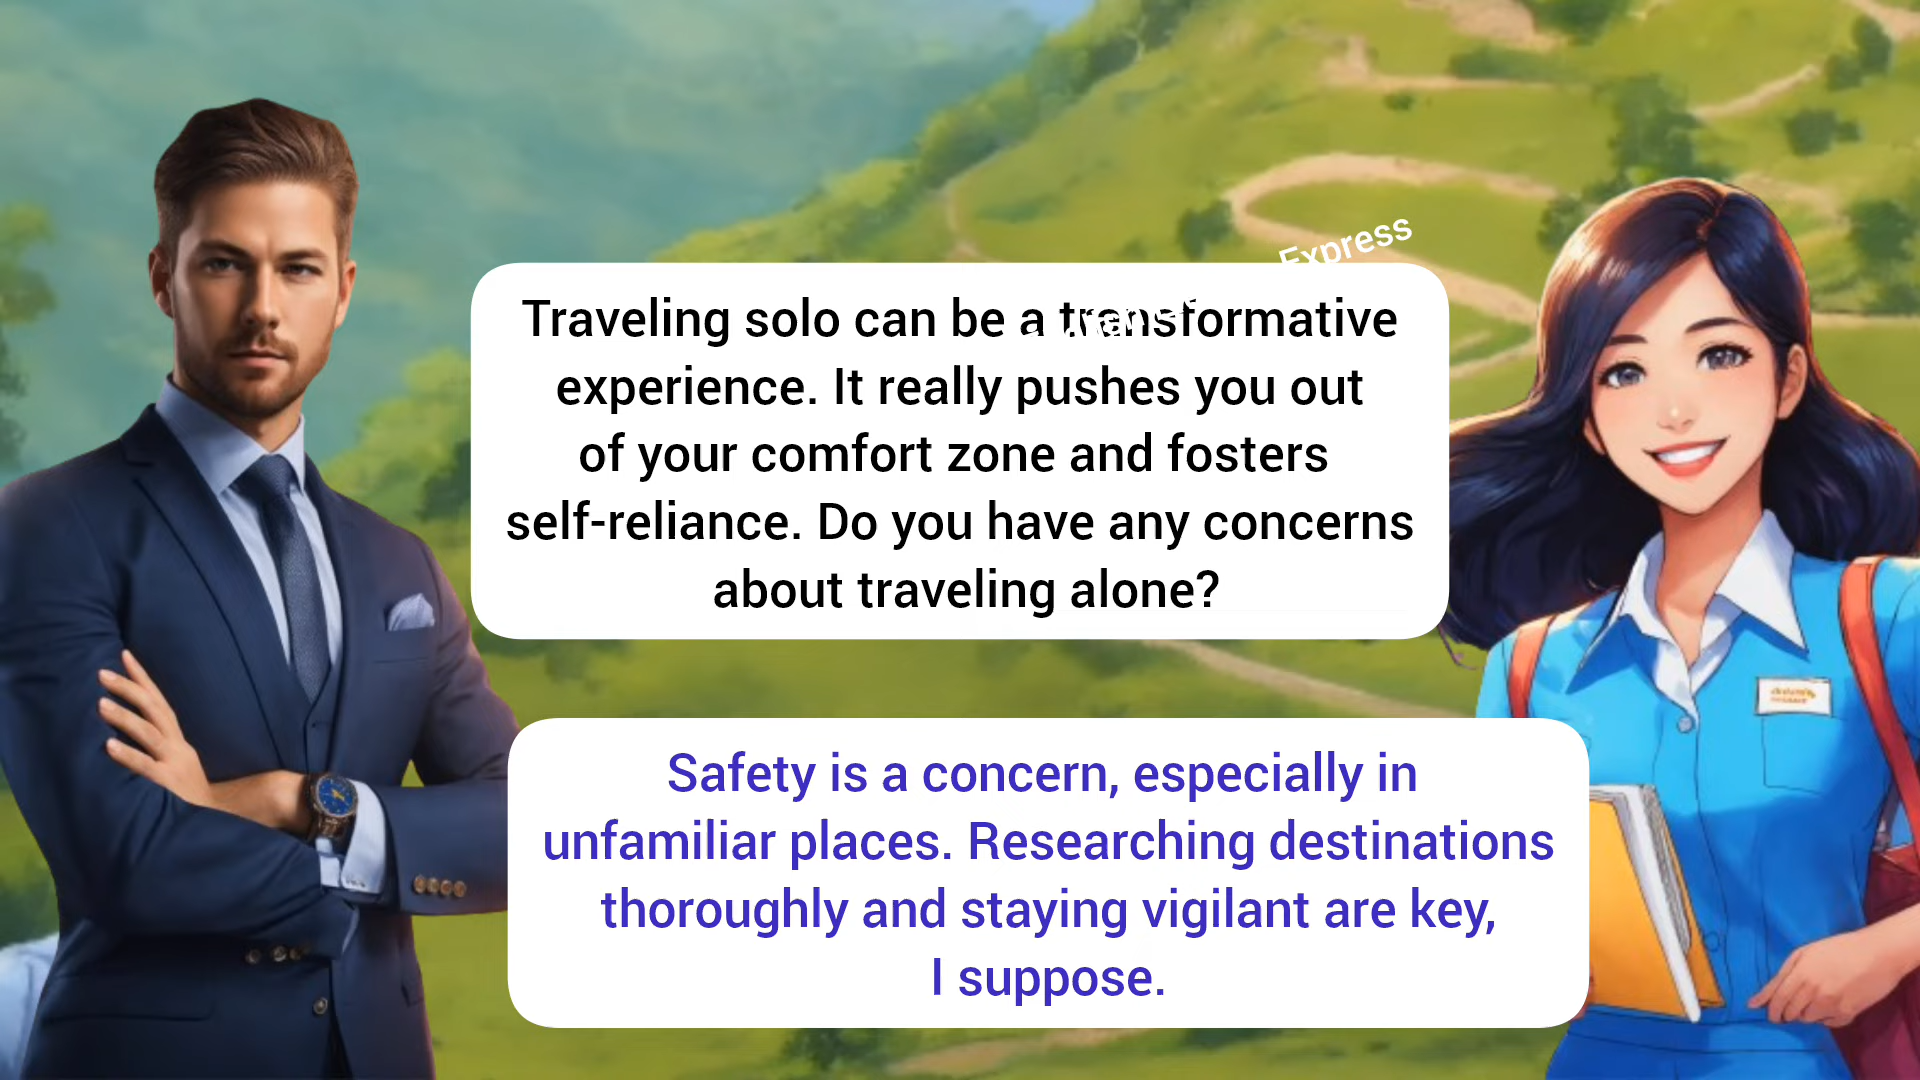 Express
Traveling solo can be a transformative
experience. It really pushes you out
of your comfort zone and fosters
self-reliance. Do you have any concerns
about traveling alone?
Safety is a concern, especially in
unfamiliar places. Researching destinations
thoroughly and staying vigilant are key,
I suppose.